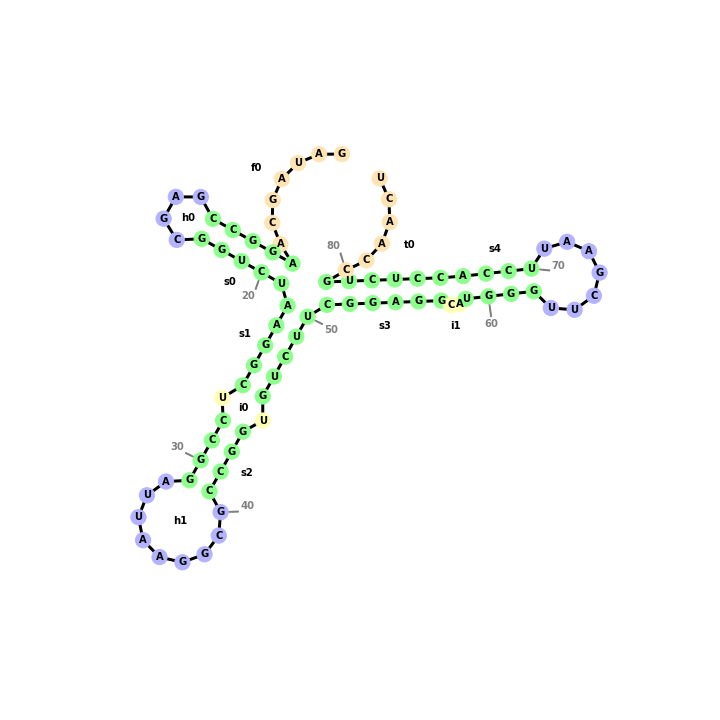 G A U A G C A
f0
A G G C C
G A G C
h0
G G U C
s0
20
U A A G G C
s1
U
i0
C C G G
30
A U U A A G G C G
h1
40
C C G G
s2
U
G U C U U
50
C G G A G G
s3
C A
i1
U G G G
60
U U C G A A U
U C C A C C U C U G
70
s4
C C A A C U
80
t0